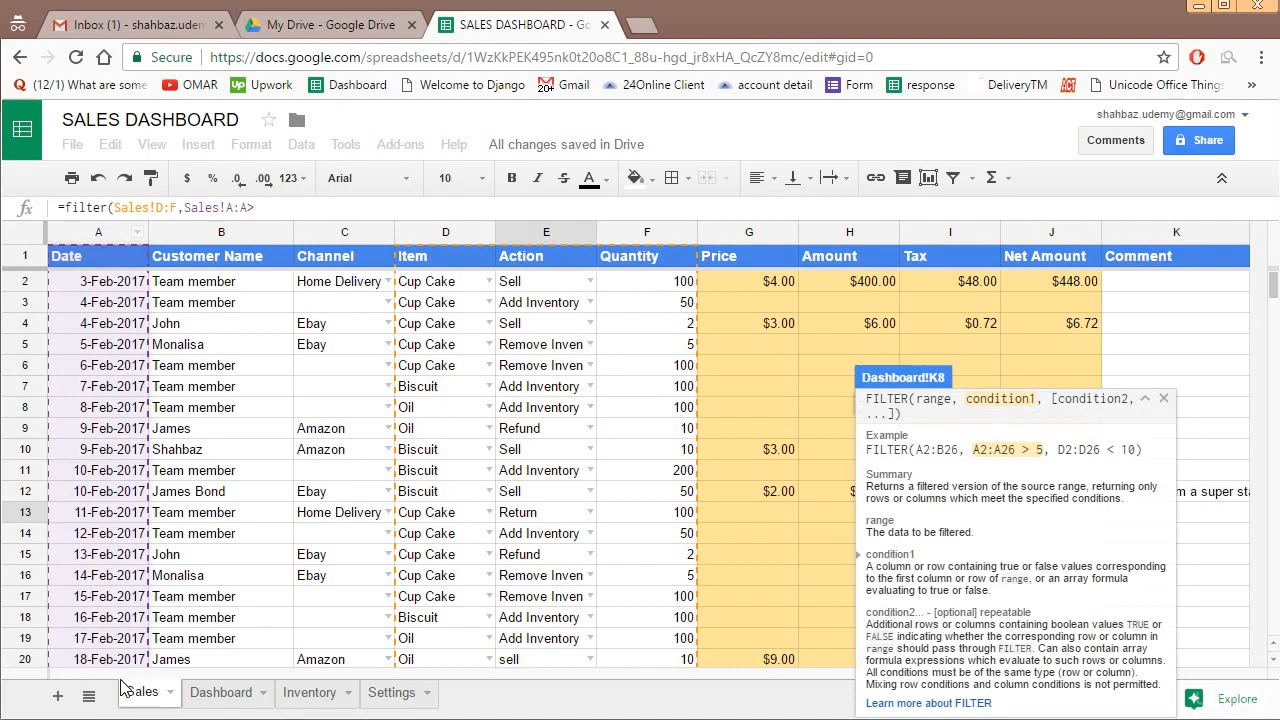 Inbox (1) - shahbaz.udem
My Drive - Google Drive
SALES DASHBOARD - Go
Secure
https://docs.google.com/spreadsheets/d/1WzKkPEK495nk0t20o8C1_88u-hgd_jr8xHA_QcZY8mc/edit#gid=0
(12/1) What are some
OMAR
Upwork
Dashboard
Welcome to Django
Gmail
24Online Client
account detail
Form
response
DeliveryTM
Unicode Office Thing
»
SALES DASHBOARD
shahbaz.udemy@gmail.com
File Edit View Insert Format Data Tools Add-ons Help All changes saved in Drive
Comments Share
$ % .0 .00 123 Arial 10 B I S A
fx =filter(Sales!D:F,Sales!A:A>
A B C D E F G H I J K
1 Date Customer Name Channel Item Action Quantity Price Amount Tax Net Amount Comment
2 3-Feb-2017 Team member Home Delivery Cup Cake Sell 100 $4.00 $400.00 $48.00 $448.00
3 4-Feb-2017 Team member Cup Cake Add Inventory 50
4 4-Feb-2017 John Ebay Cup Cake Sell 2 $3.00 $6.00 $0.72 $6.72
5 5-Feb-2017 Monalisa Ebay Cup Cake Remove Inven 5
6 6-Feb-2017 Team member Cup Cake Remove Inven 100
7 7-Feb-2017 Team member Biscuit Add Inventory 100
8 8-Feb-2017 Team member Oil Add Inventory 100
9 9-Feb-2017 James Amazon Oil Refund 10
10 9-Feb-2017 Shahbaz Amazon Biscuit Sell 10 $3.00
11 10-Feb-2017 Team member Biscuit Add Inventory 200
12 10-Feb-2017 James Bond Ebay Biscuit Sell 50 $2.00 m a super sta
13 11-Feb-2017 Team member Home Delivery Cup Cake Return 100
14 12-Feb-2017 Team member Cup Cake Add Inventory 50
15 13-Feb-2017 John Ebay Cup Cake Refund 2
16 14-Feb-2017 Monalisa Ebay Cup Cake Remove Inven 5
17 15-Feb-2017 Team member Cup Cake Remove Inven 100
18 16-Feb-2017 Team member Biscuit Add Inventory 100
19 17-Feb-2017 Team member Oil Add Inventory 100
20 18-Feb-2017 James Amazon Oil sell 10 $9.00
Dashboard!K8
FILTER(range, condition1, [condition2,
...])
Example
FILTER(A2:B26, A2:A26 > 5, D2:D26 < 10)
Summary
Returns a filtered version of the source range, returning only
rows or columns which meet the specified conditions.
range
The data to be filtered.
condition1
A column or row containing true or false values corresponding
to the first column or row of range, or an array formula
evaluating to true or false.
condition2... - [optional] repeatable
Additional rows or columns containing boolean values TRUE or
FALSE indicating whether the corresponding row or column in
range should pass through FILTER. Can also contain array
formula expressions which evaluate to such rows or columns.
All conditions must be of the same type (row or column).
Mixing row conditions and column conditions is not permitted.
Learn more about FILTER
Sales Dashboard Inventory Settings
Explore